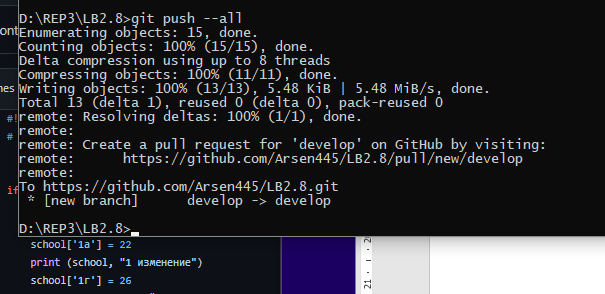 D:\REP3\LB2.8>git push --all
Enumerating objects: 15, done.
Counting objects: 100% (15/15), done.
Delta compression using up to 8 threads
Compressing objects: 100% (11/11), done.
Writing objects: 100% (13/13), 5.48 KiB | 5.48 MiB/s, done.
Total 13 (delta 1), reused 0 (delta 0), pack-reused 0
remote: Resolving deltas: 100% (1/1), done.
remote:
remote: Create a pull request for 'develop' on GitHub by visiting:
remote:      https://github.com/Arsen445/LB2.8/pull/new/develop
remote:
To https://github.com/Arsen445/LB2.8.git
 * [new branch]      develop -> develop
D:\REP3\LB2.8>
#!
#
if
school['1а'] = 22
print (school, "1 изменение")
school['1г'] = 26
21